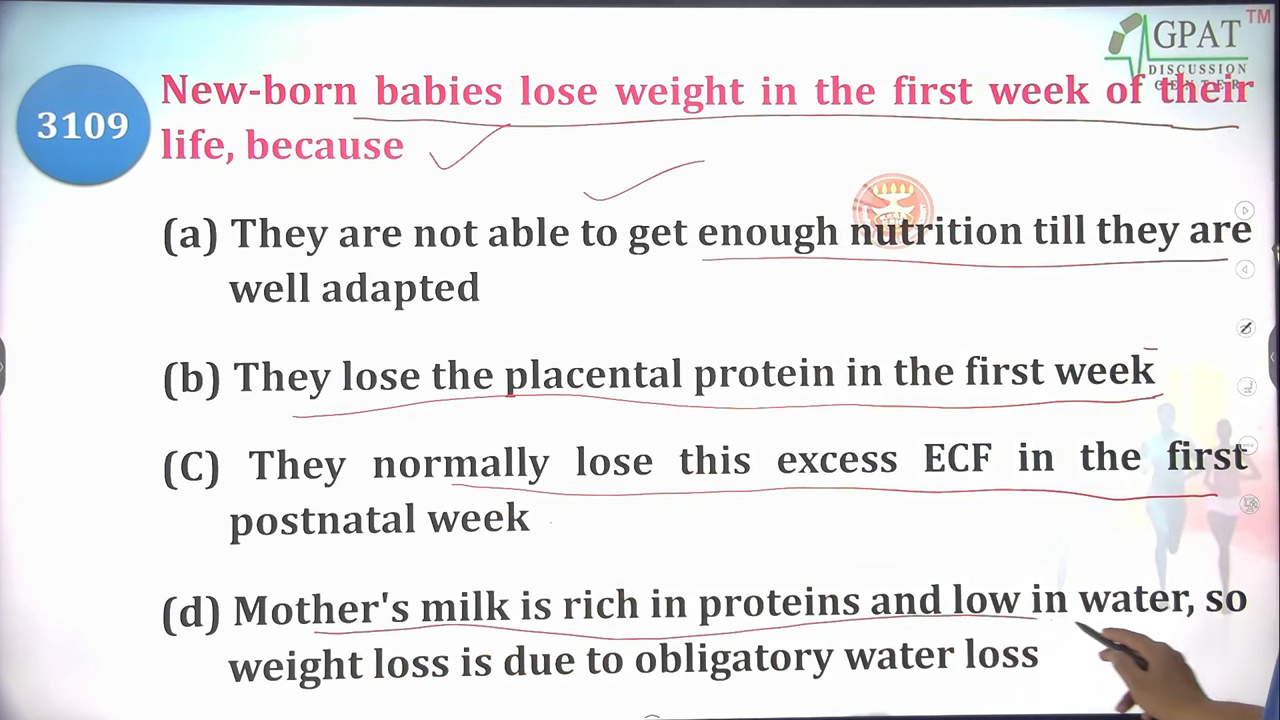 TM
GPAT
DISCUSSION
CENTER
3109
New-born babies lose weight in the first week of their
life, because
(a) They are not able to get enough nutrition till they are
well adapted
(b) They lose the placental protein in the first week
(C) They normally lose this excess ECF in the first
postnatal week
(d) Mother's milk is rich in proteins and low in water, so
weight loss is due to obligatory water loss